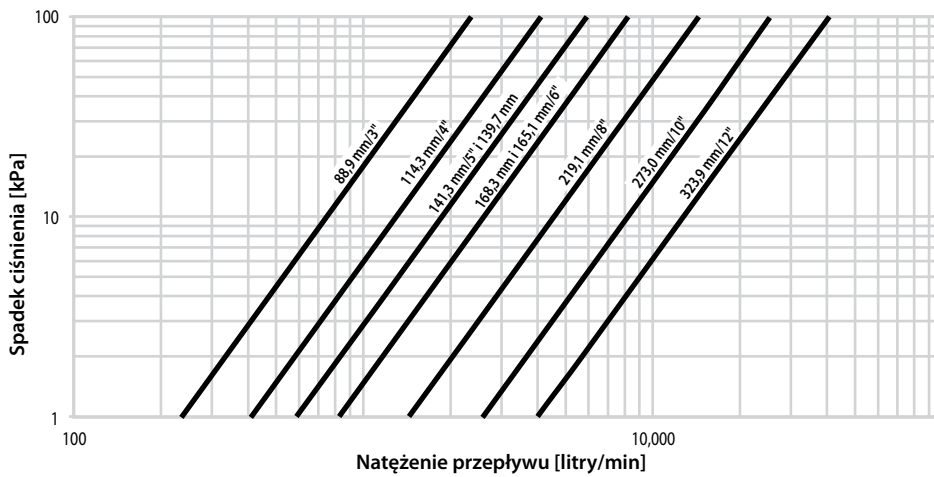 100
10
1
Spadek ciśnienia [kPa]
88,9 mm/3"
114,3 mm/4"
141,3 mm/5" i 139,7 mm
168,3 mm i 165,1 mm/6"
219,1 mm/8"
273,0 mm/10"
323,9 mm/12"
100
10,000
Natężenie przepływu [litry/min]